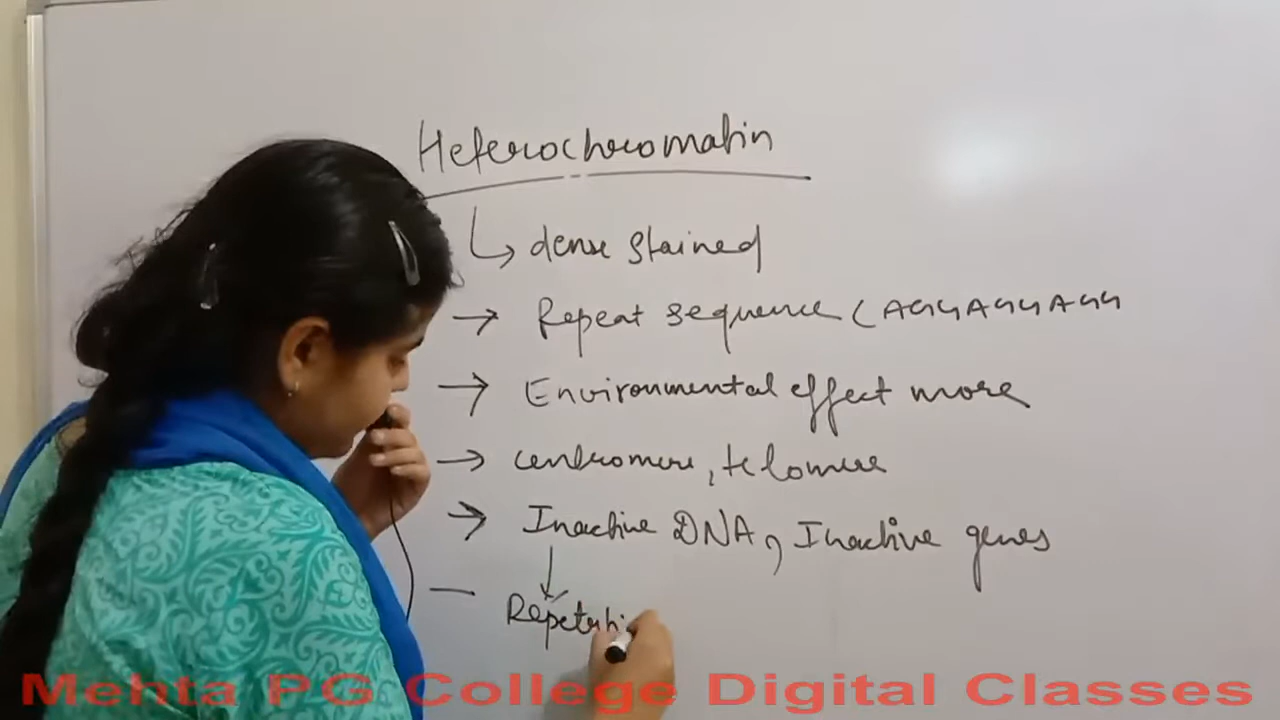 Heterochromatin
↳ dense stained
→ Repeat sequence (AGGAGGAGG
→ Environmental effect more
→ centromere, telomere
→ Inactive DNA, Inactive genes
— Repetati
Mehta PG College Digital Classes